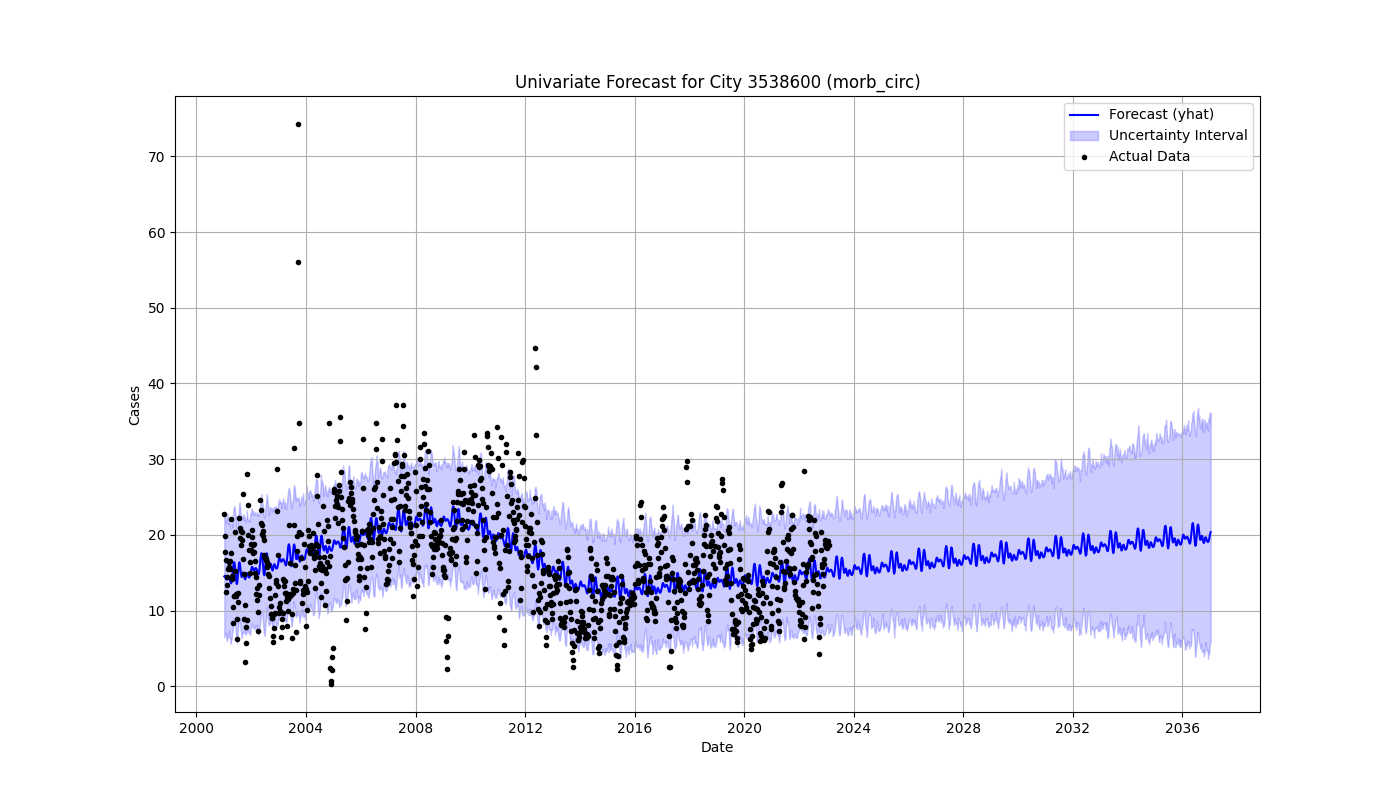 Univariate Forecast for City 3538600 (morb_circ)
Forecast (yhat)
Uncertainty Interval
Actual Data
Cases
70
60
50
40
30
20
10
0
2000 2004 2008 2012 2016 2020 2024 2028 2032 2036
Date